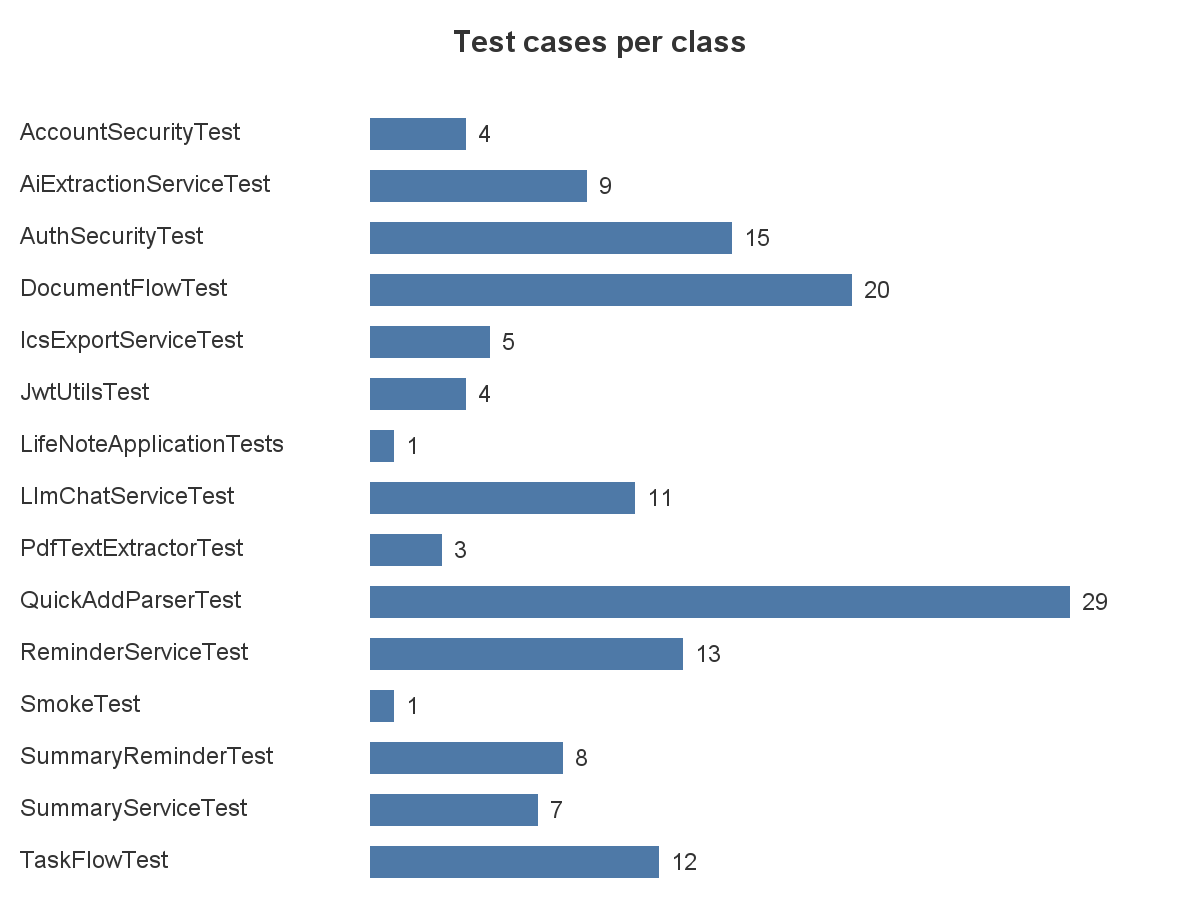 Test cases per class
AccountSecurityTest 4
AiExtractionServiceTest 9
AuthSecurityTest 15
DocumentFlowTest 20
IcsExportServiceTest 5
JwtUtilsTest 4
LifeNoteApplicationTests 1
LlmChatServiceTest 11
PdfTextExtractorTest 3
QuickAddParserTest 29
ReminderServiceTest 13
SmokeTest 1
SummaryReminderTest 8
SummaryServiceTest 7
TaskFlowTest 12